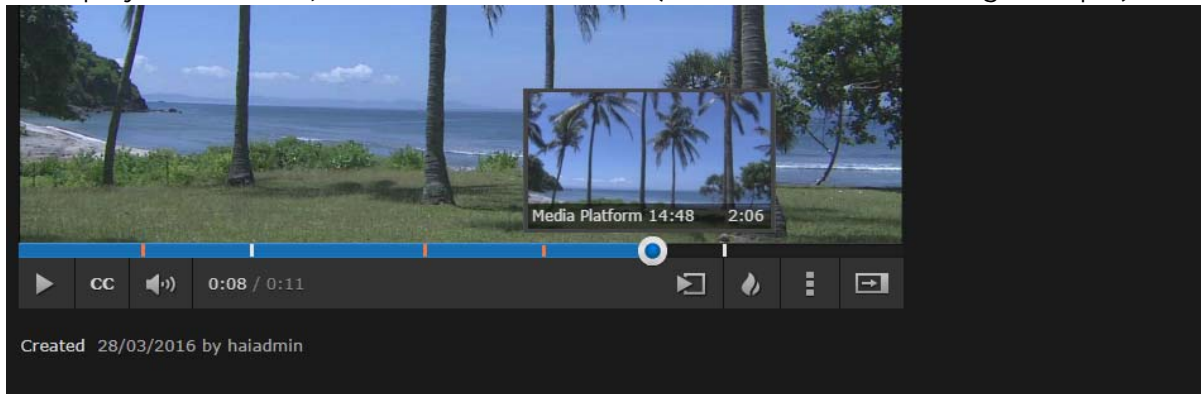 Media Platform 14:48 2:06
CC 0:08 / 0:11
Created 28/03/2016 by haiadmin